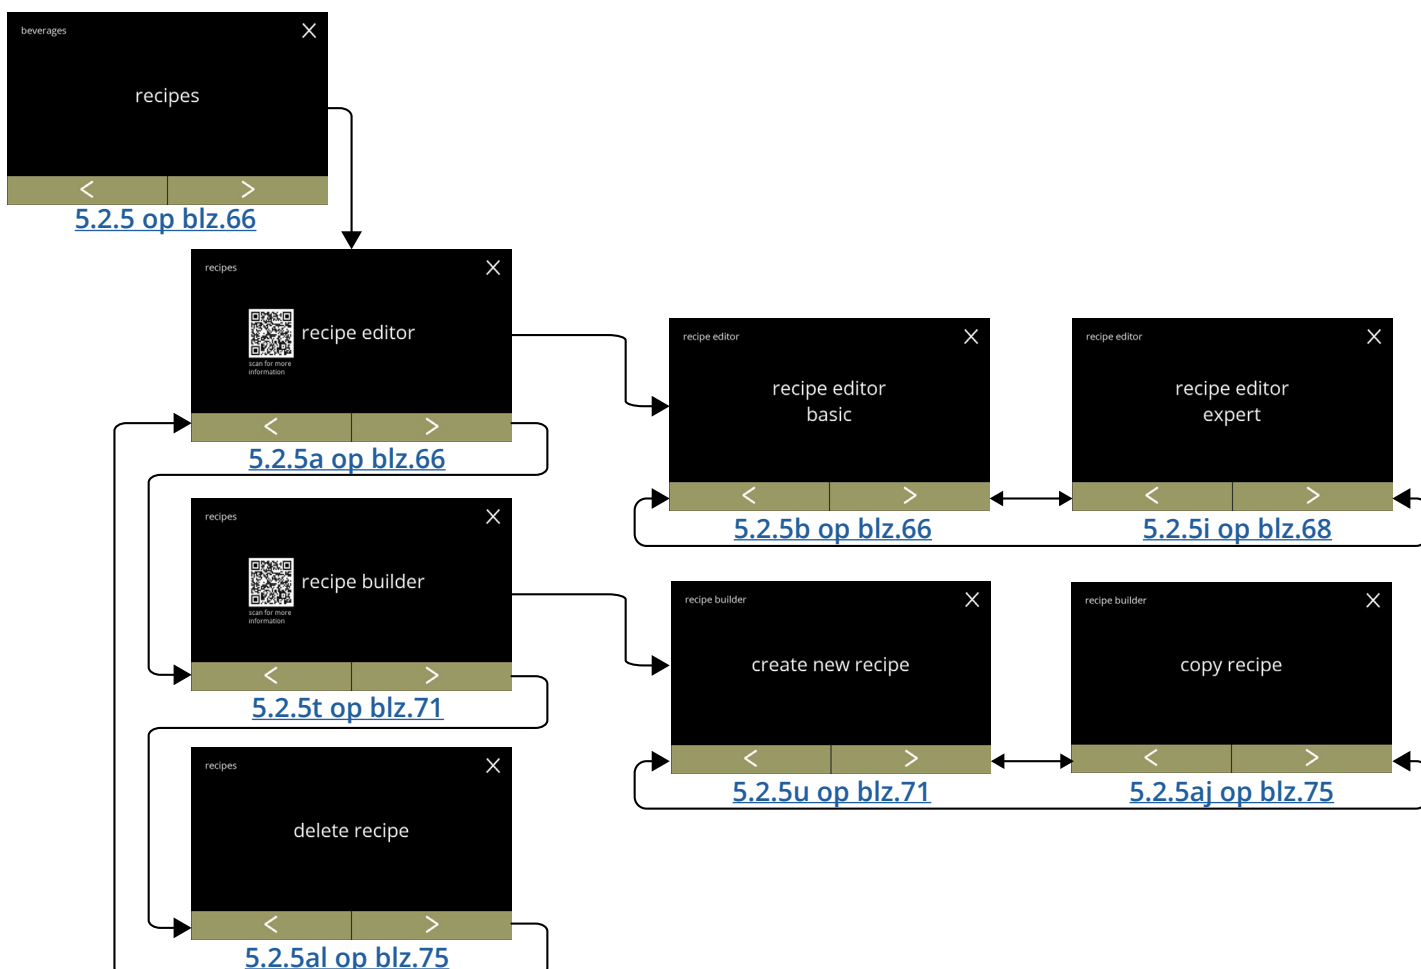 beverages
recipes
5.2.5 op blz.66
recipes
recipe editor
scan for more
information
5.2.5a op blz.66
recipe editor
recipe editor
basic
5.2.5b op blz.66
recipe editor
recipe editor
expert
5.2.5i op blz.68
recipes
recipe builder
scan for more
information
5.2.5t op blz.71
recipe builder
create new recipe
5.2.5u op blz.71
recipe builder
copy recipe
5.2.5aj op blz.75
recipes
delete recipe
5.2.5al op blz.75